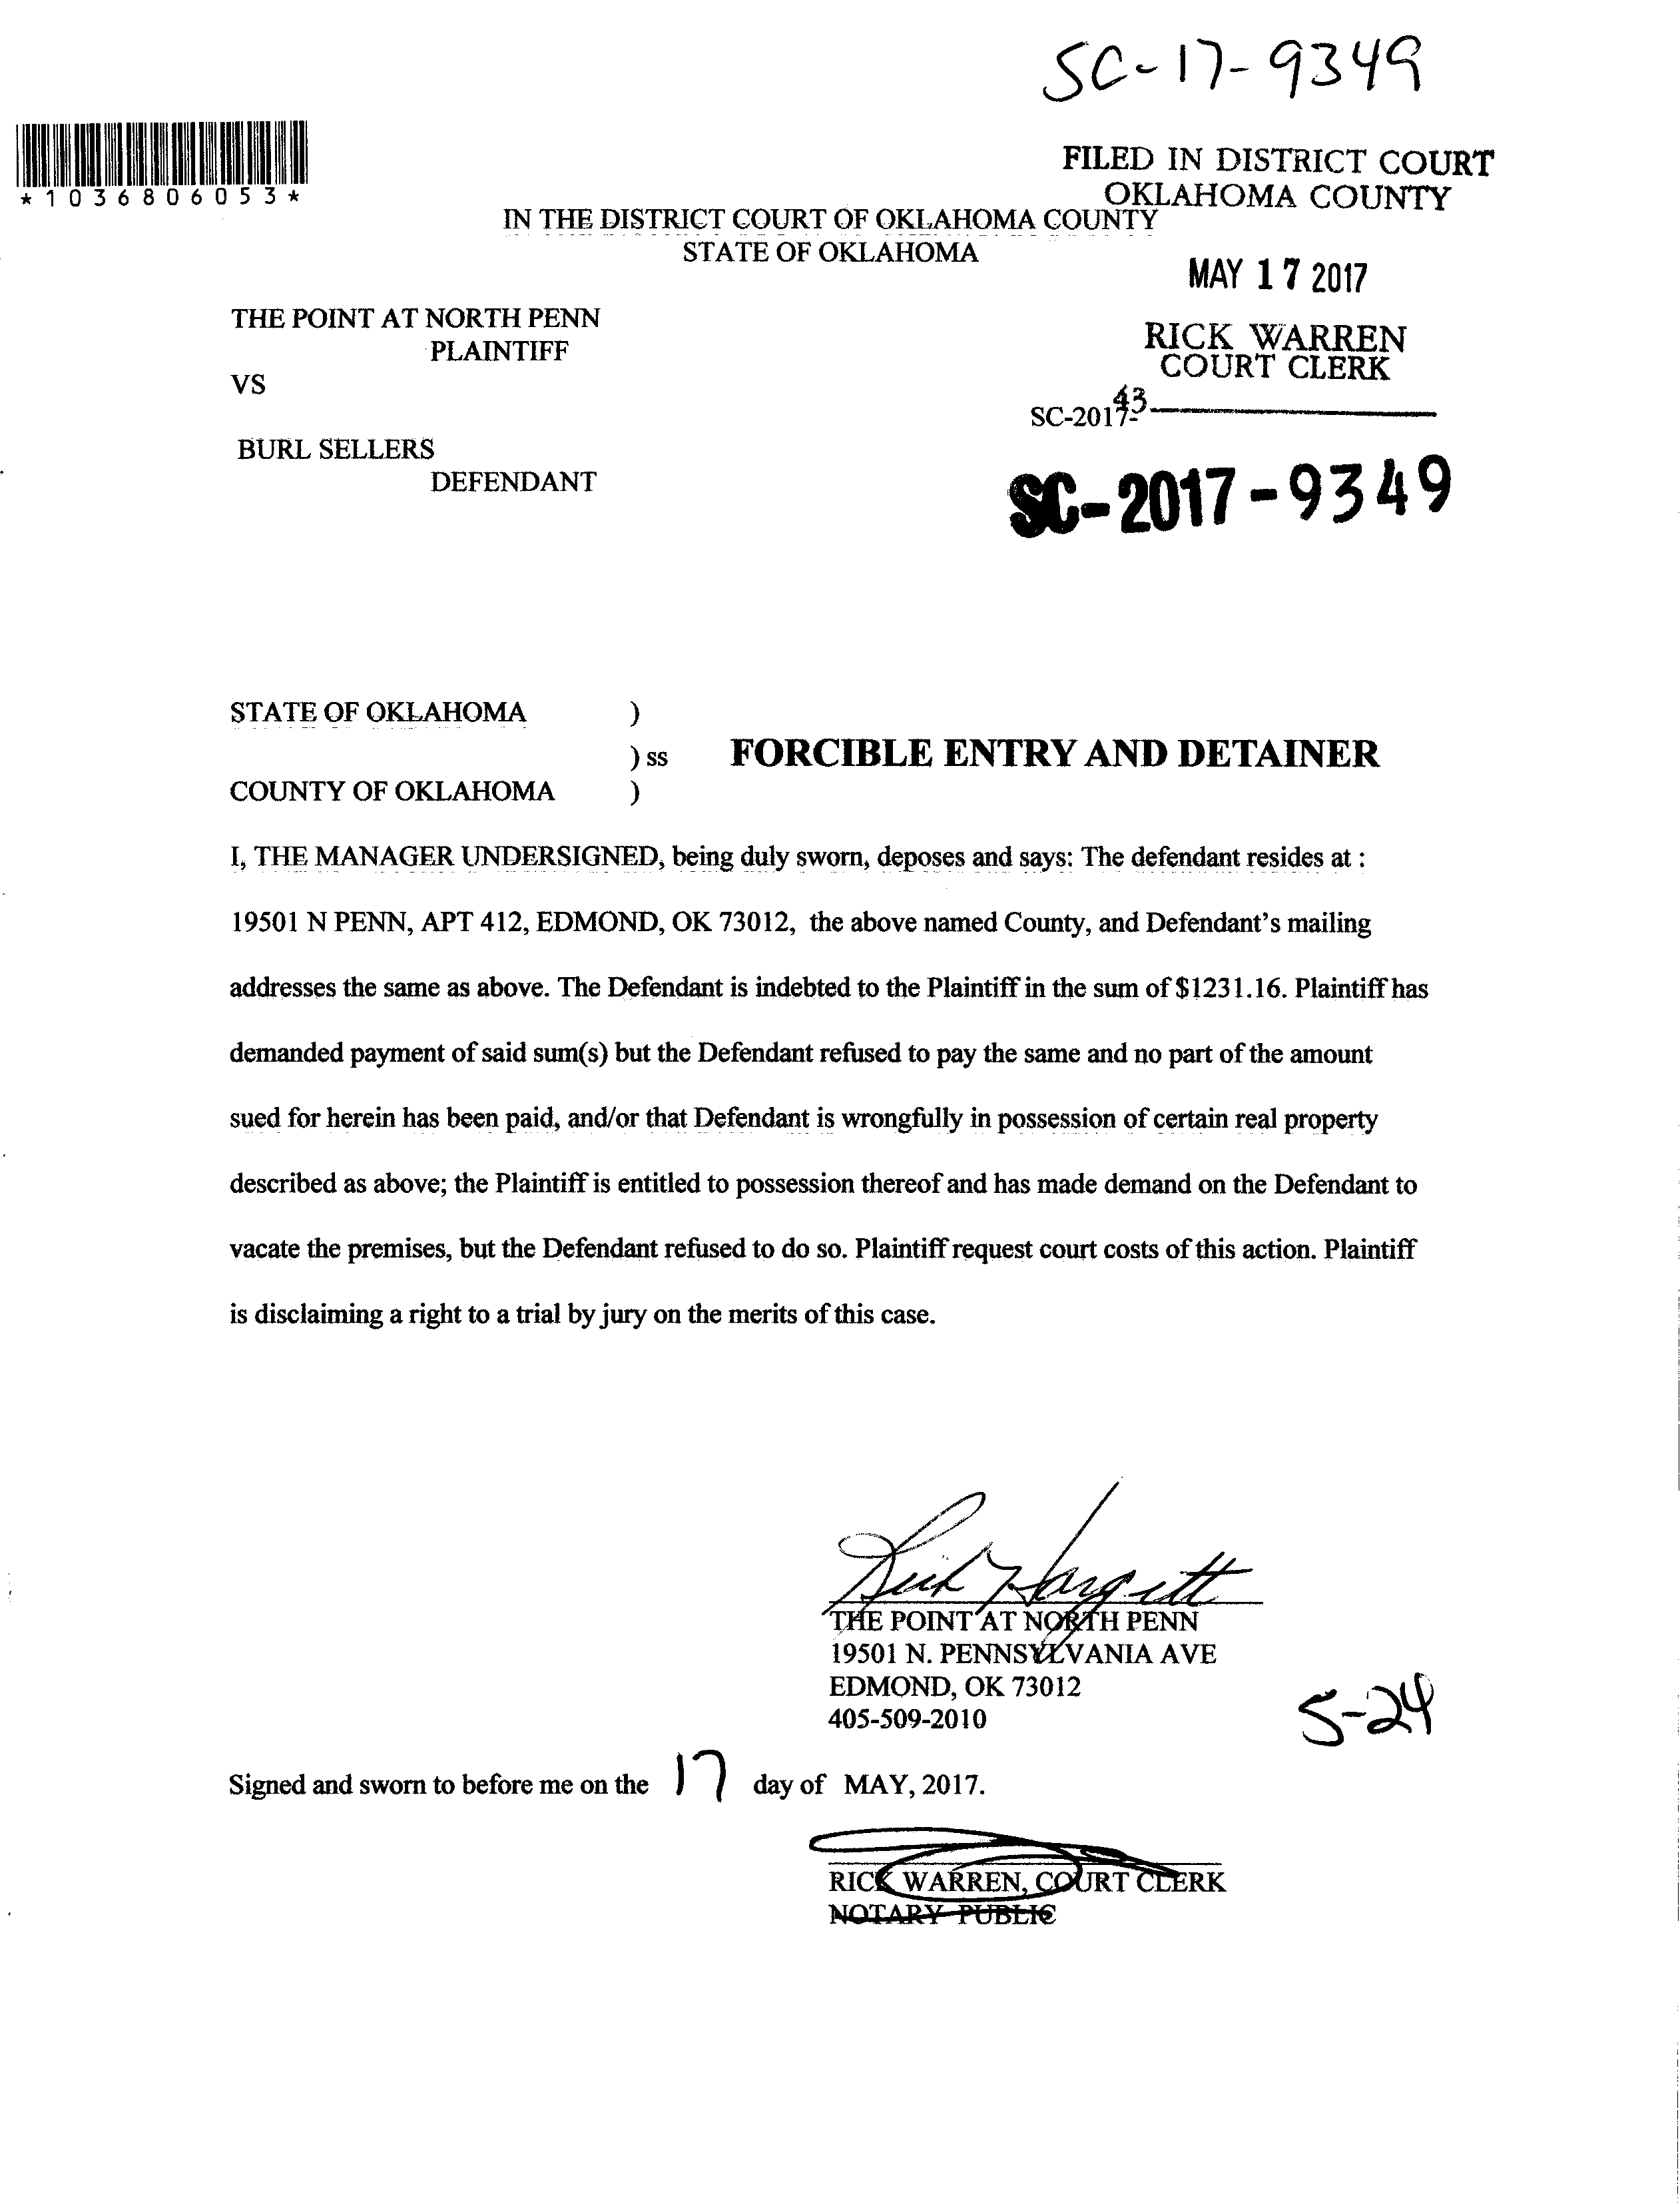 SC-17-9349
*1036806053*
FILED IN DISTRICT COURT
OKLAHOMA COUNTY
IN THE DISTRICT COURT OF OKLAHOMA COUNTY
STATE OF OKLAHOMA
MAY 17 2017
THE POINT AT NORTH PENN
PLAINTIFF
RICK WARREN
COURT CLERK
VS
43
SC-2017-
BURL SELLERS
DEFENDANT
SC-2017-9349
STATE OF OKLAHOMA )
) ss FORCIBLE ENTRY AND DETAINER
COUNTY OF OKLAHOMA )
I, THE MANAGER UNDERSIGNED, being duly sworn, deposes and says: The defendant resides at :
19501 N PENN, APT 412, EDMOND, OK 73012, the above named County, and Defendant's mailing
addresses the same as above. The Defendant is indebted to the Plaintiff in the sum of $1231.16. Plaintiff has
demanded payment of said sum(s) but the Defendant refused to pay the same and no part of the amount
sued for herein has been paid, and/or that Defendant is wrongfully in possession of certain real property
described as above; the Plaintiff is entitled to possession thereof and has made demand on the Defendant to
vacate the premises, but the Defendant refused to do so. Plaintiff request court costs of this action. Plaintiff
is disclaiming a right to a trial by jury on the merits of this case.
Hargett
THE POINT AT NORTH PENN
19501 N. PENNSYLVANIA AVE
EDMOND, OK 73012
405-509-2010
5-24
Signed and sworn to before me on the 17 day of MAY, 2017.
RICK WARREN, COURT CLERK
NOTARY PUBLIC